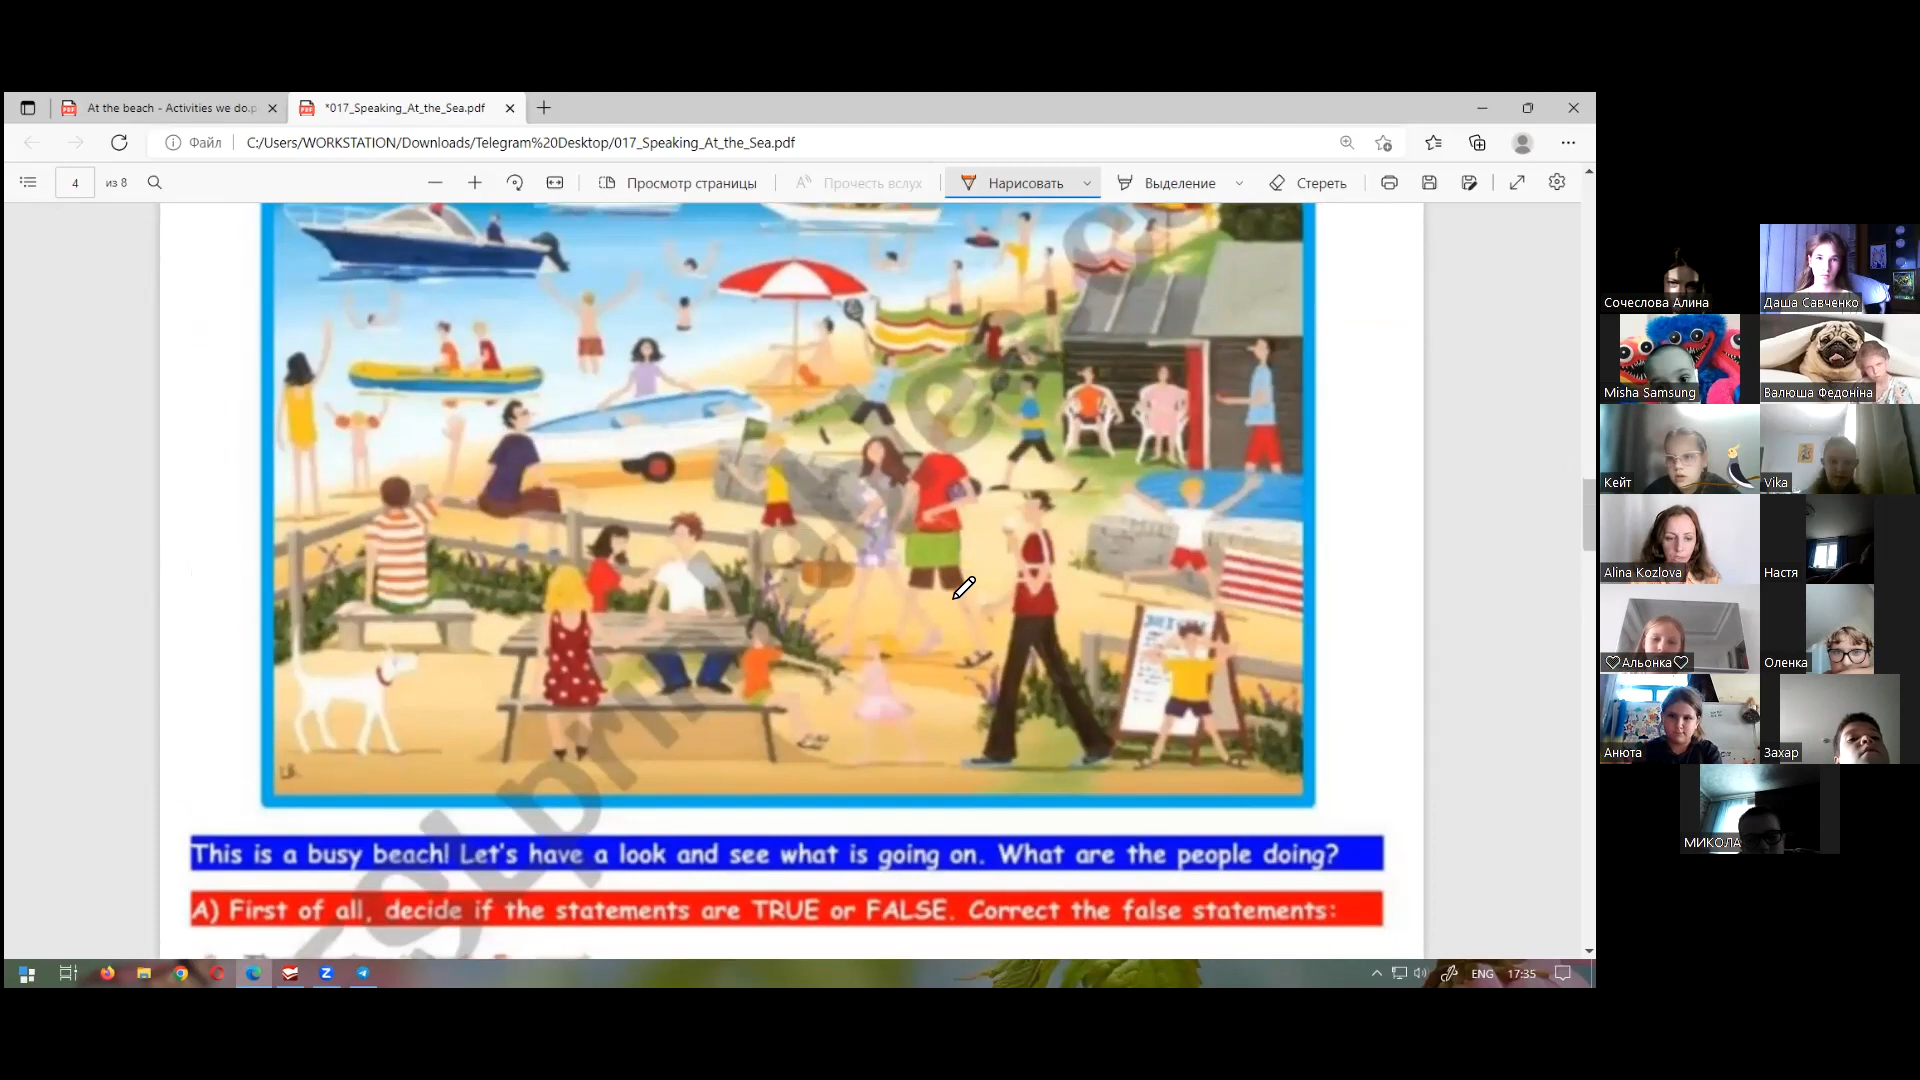 At the beach - Activities we do.p
*017_Speaking_At_the_Sea.pdf
Файл
C:/Users/WORKSTATION/Downloads/Telegram%20Desktop/017_Speaking_At_the_Sea.pdf
4 из 8
Просмотр страницы
Прочесть вслух
Нарисовать
Выделение
Стереть
This is a busy beach! Let's have a look and see what is going on. What are the people doing?
A) First of all, decide if the statements are TRUE or FALSE. Correct the false statements:
ENG 17:35
Сочеслова Алина
Даша Савченко
Misha Samsung
Валюша Федоніна
Кейт
Vika
Alina Kozlova
Настя
♡Альонка♡
Оленка
Анюта
Захар
МИКОЛА